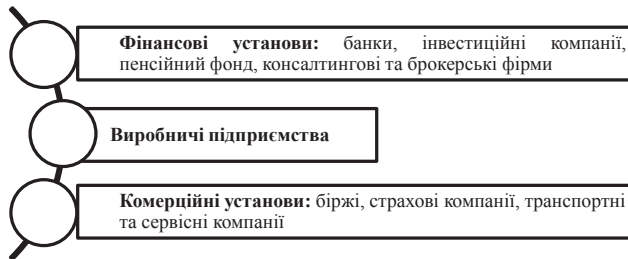 Фінансові установи: банки, інвестиційні компанії,
пенсійний фонд, консалтингові та брокерські фірми
Виробничі підприємства
Комерційні установи: біржі, страхові компанії, транспортні
та сервісні компанії